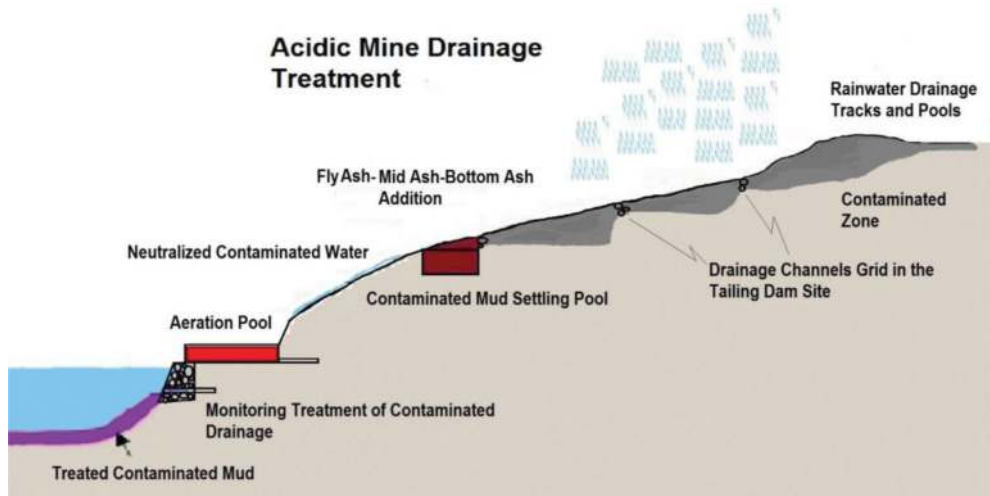 Acidic Mine Drainage
Treatment
Rainwater Drainage
Tracks and Pools
Fly Ash-Mid Ash-Bottom Ash
Addition
Contaminated
Zone
Neutralized Contaminated Water
Drainage Channels Grid in the
Tailing Dam Site
Contaminated Mud Settling Pool
Aeration Pool
Monitoring Treatment of Contaminated
Drainage
Treated Contaminated Mud